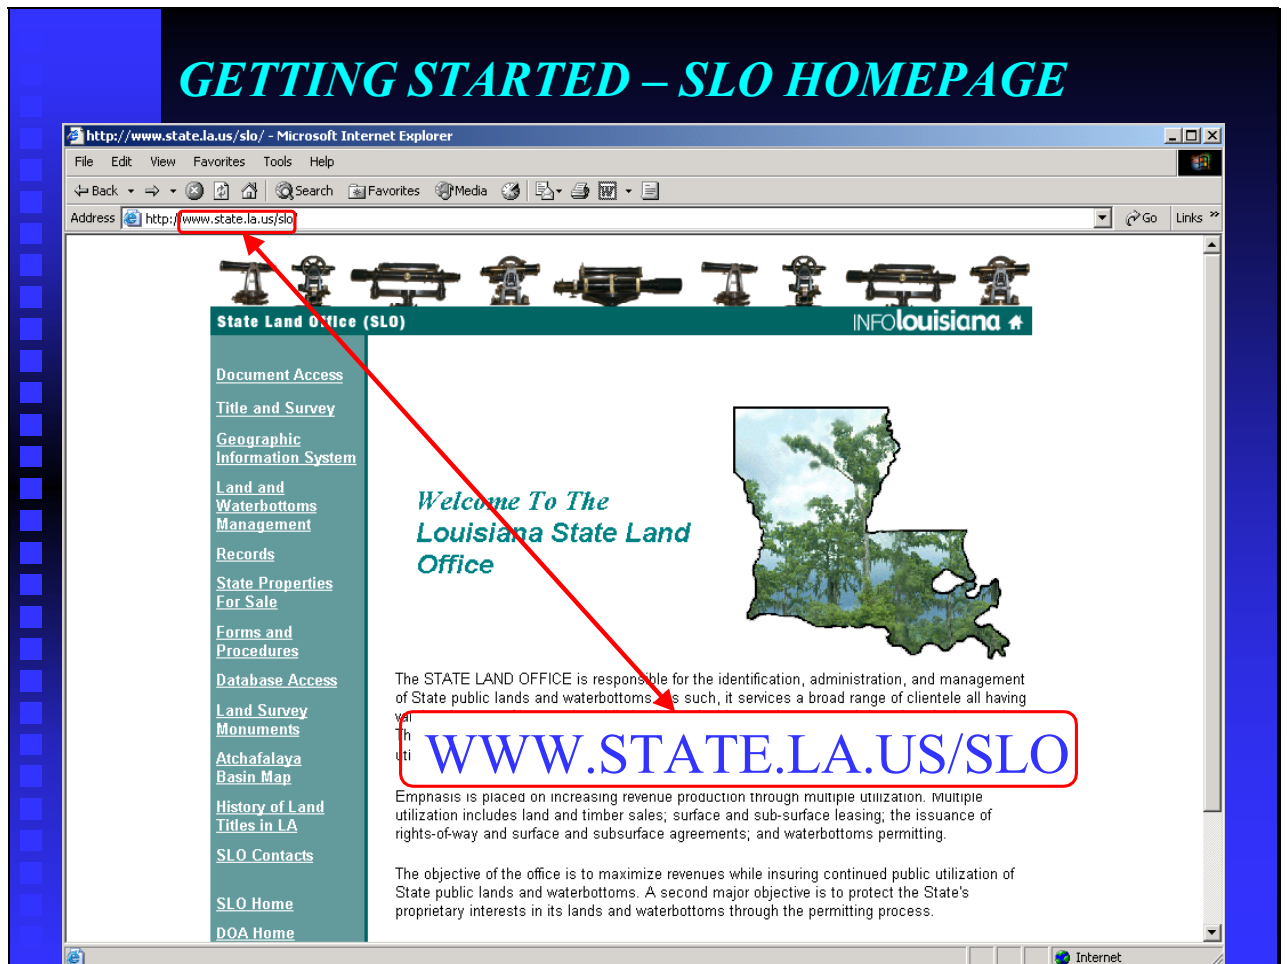 GETTING STARTED – SLO HOMEPAGE
http://www.state.la.us/slo/ - Microsoft Internet Explorer
File Edit View Favorites Tools Help
Back Search Favorites Media
Address http://www.state.la.us/slo/ Go Links »
State Land Office (SLO) INFOlouisiana
Document Access
Title and Survey
Geographic
Information System
Land and
Waterbottoms
Management
Records
State Properties
For Sale
Forms and
Procedures
Database Access
Land Survey
Monuments
Atchafalaya
Basin Map
History of Land
Titles in LA
SLO Contacts
SLO Home
DOA Home
Welcome To The
Louisiana State Land
Office
The STATE LAND OFFICE is responsible for the identification, administration, and management
of State public lands and waterbottoms. As such, it services a broad range of clientele all having
WWW.STATE.LA.US/SLO
Emphasis is placed on increasing revenue production through multiple utilization. Multiple
utilization includes land and timber sales; surface and sub-surface leasing; the issuance of
rights-of-way and surface and subsurface agreements; and waterbottoms permitting.
The objective of the office is to maximize revenues while insuring continued public utilization of
State public lands and waterbottoms. A second major objective is to protect the State's
proprietary interests in its lands and waterbottoms through the permitting process.
Internet